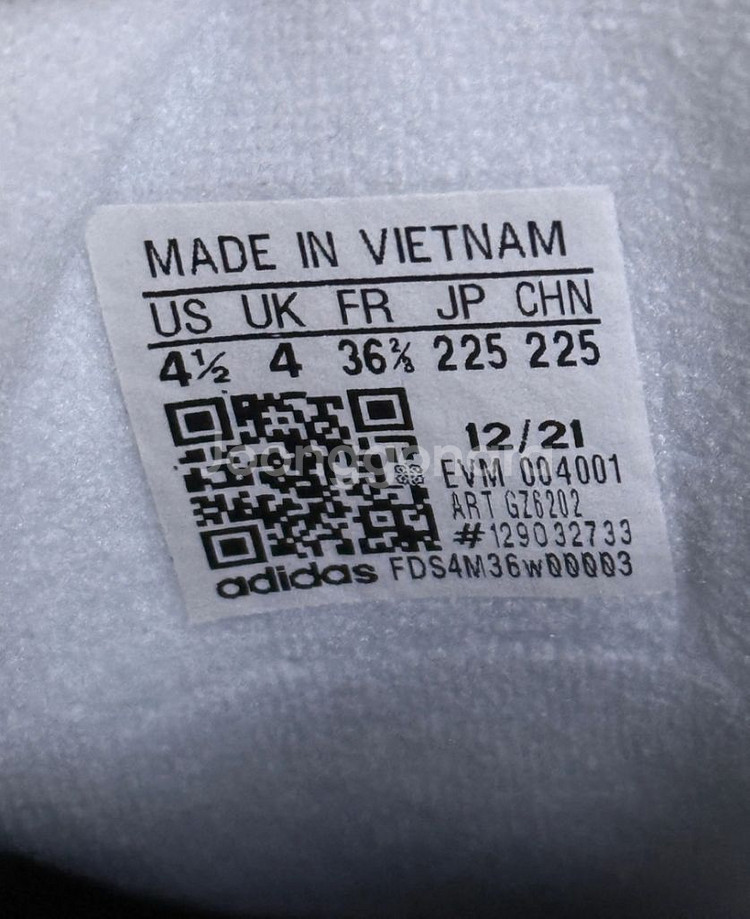 MADE IN VIETNAM
US UK FR JP CHN
4½ 4 36⅔ 225 225
12/21
Joonggonara
EVM 004001
ART GZ6202
#129032733
adidas FDS4M36w00003